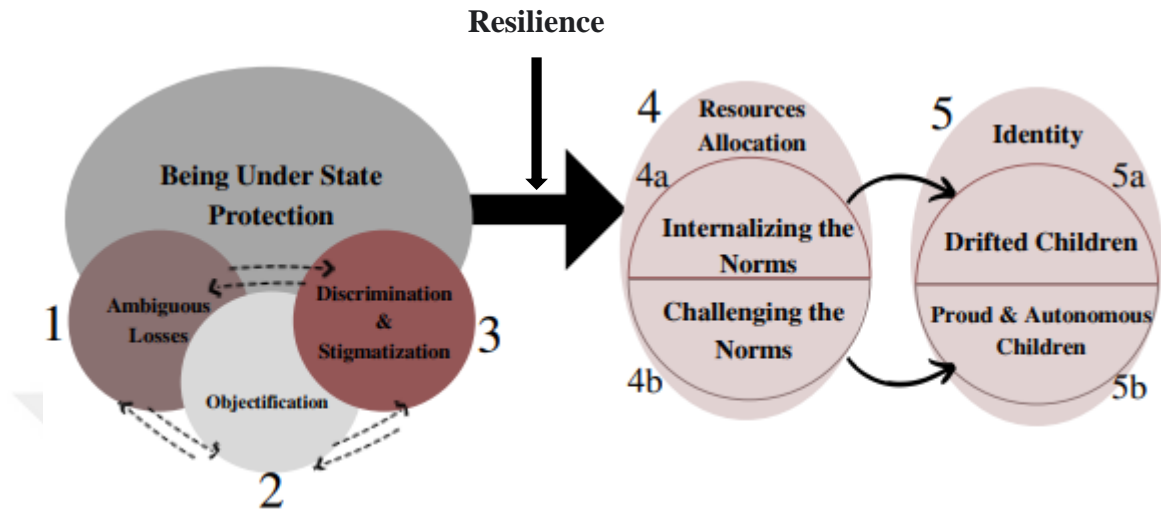 Resilience
Being Under State
Protection
1
Ambiguous
Losses
2
Objectification
3
Discrimination
&
Stigmatization
4
Resources
Allocation
4a
Internalizing the
Norms
Challenging the
Norms
4b
5
Identity
5a
Drifted Children
Proud & Autonomous
Children
5b